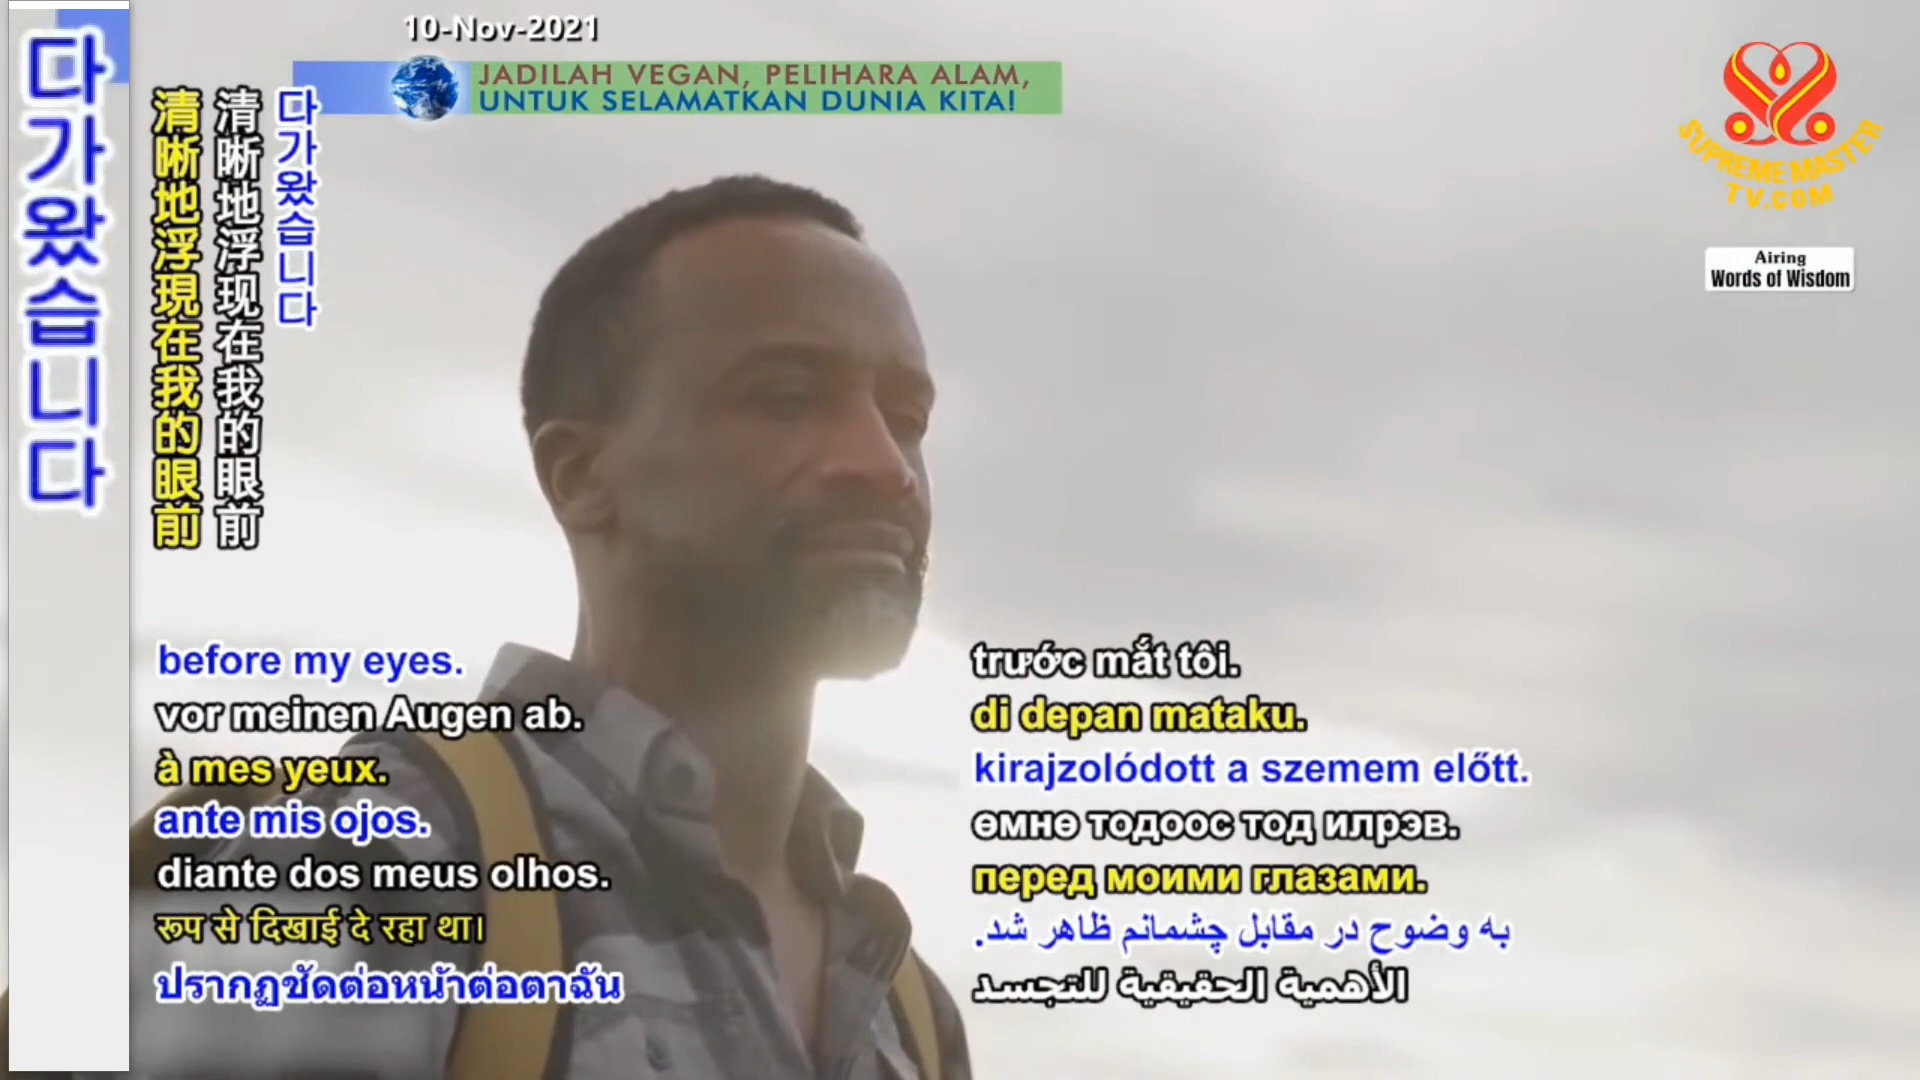 10-Nov-2021
JADILAH VEGAN, PELIHARA ALAM,
UNTUK SELAMATKAN DUNIA KITA!
SUPREME MASTER
TV.COM
Airing
Words of Wisdom
다가왔습니다
清晰地浮現在我的眼前
清晰地浮现在我的眼前
다가왔습니다
before my eyes.
vor meinen Augen ab.
à mes yeux.
ante mis ojos.
diante dos meus olhos.
रूप से दिखाई दे रहा था।
ปรากฏชัดต่อหน้าต่อตาฉัน
trước mắt tôi.
di depan mataku.
kirajzolódott a szemem előtt.
өмнө тодоос тод илрэв.
перед моими глазами.
به وضوح در مقابل چشمانم ظاهر شد.
الأهمية الحقيقية للتجسد